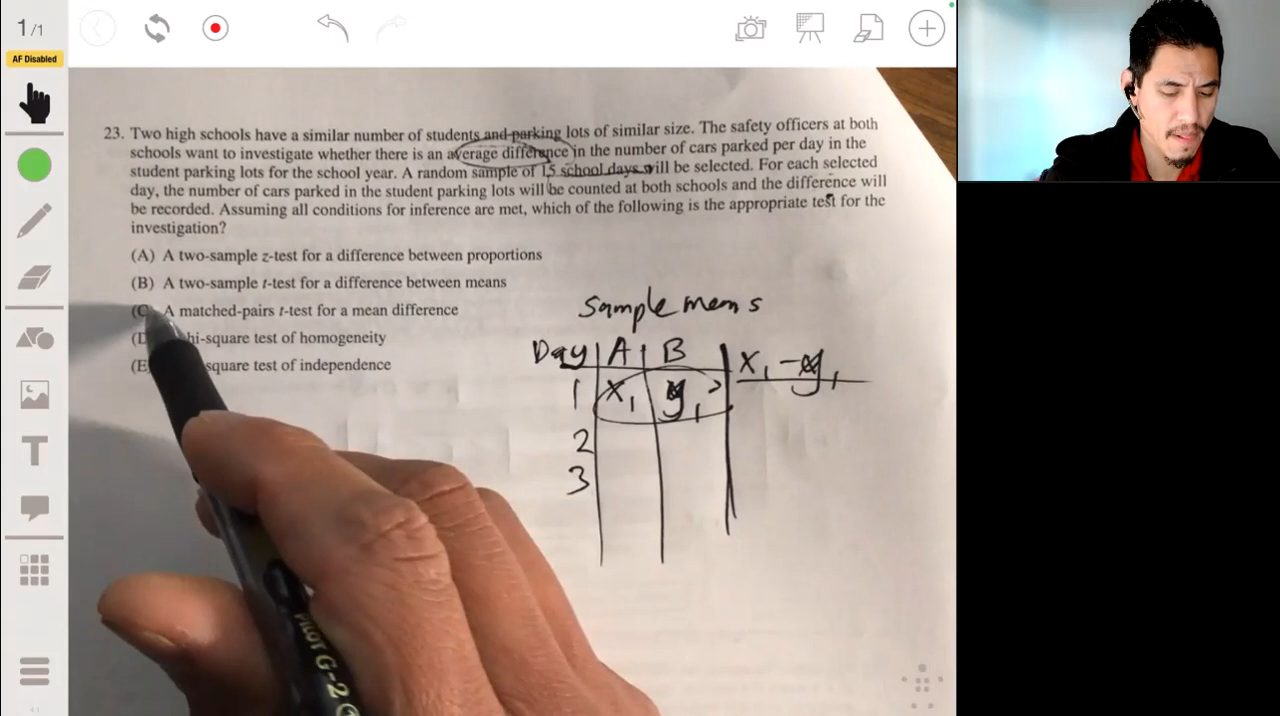 1/1
AF Disabled
23. Two high schools have a similar number of students and parking lots of similar size. The safety officers at both
schools want to investigate whether there is an average difference in the number of cars parked per day in the
student parking lots for the school year. A random sample of 15 school days will be selected. For each selected
day, the number of cars parked in the student parking lots will be counted at both schools and the difference will
be recorded. Assuming all conditions for inference are met, which of the following is the appropriate test for the
investigation?
(A) A two-sample z-test for a difference between proportions
(B) A two-sample t-test for a difference between means
(C A matched-pairs t-test for a mean difference
hi-square test of homogeneity
(E square test of independence
Sample means
Day A B x₁ - y₁
1 x₁ y₁
2
3
T
PILOT G-2